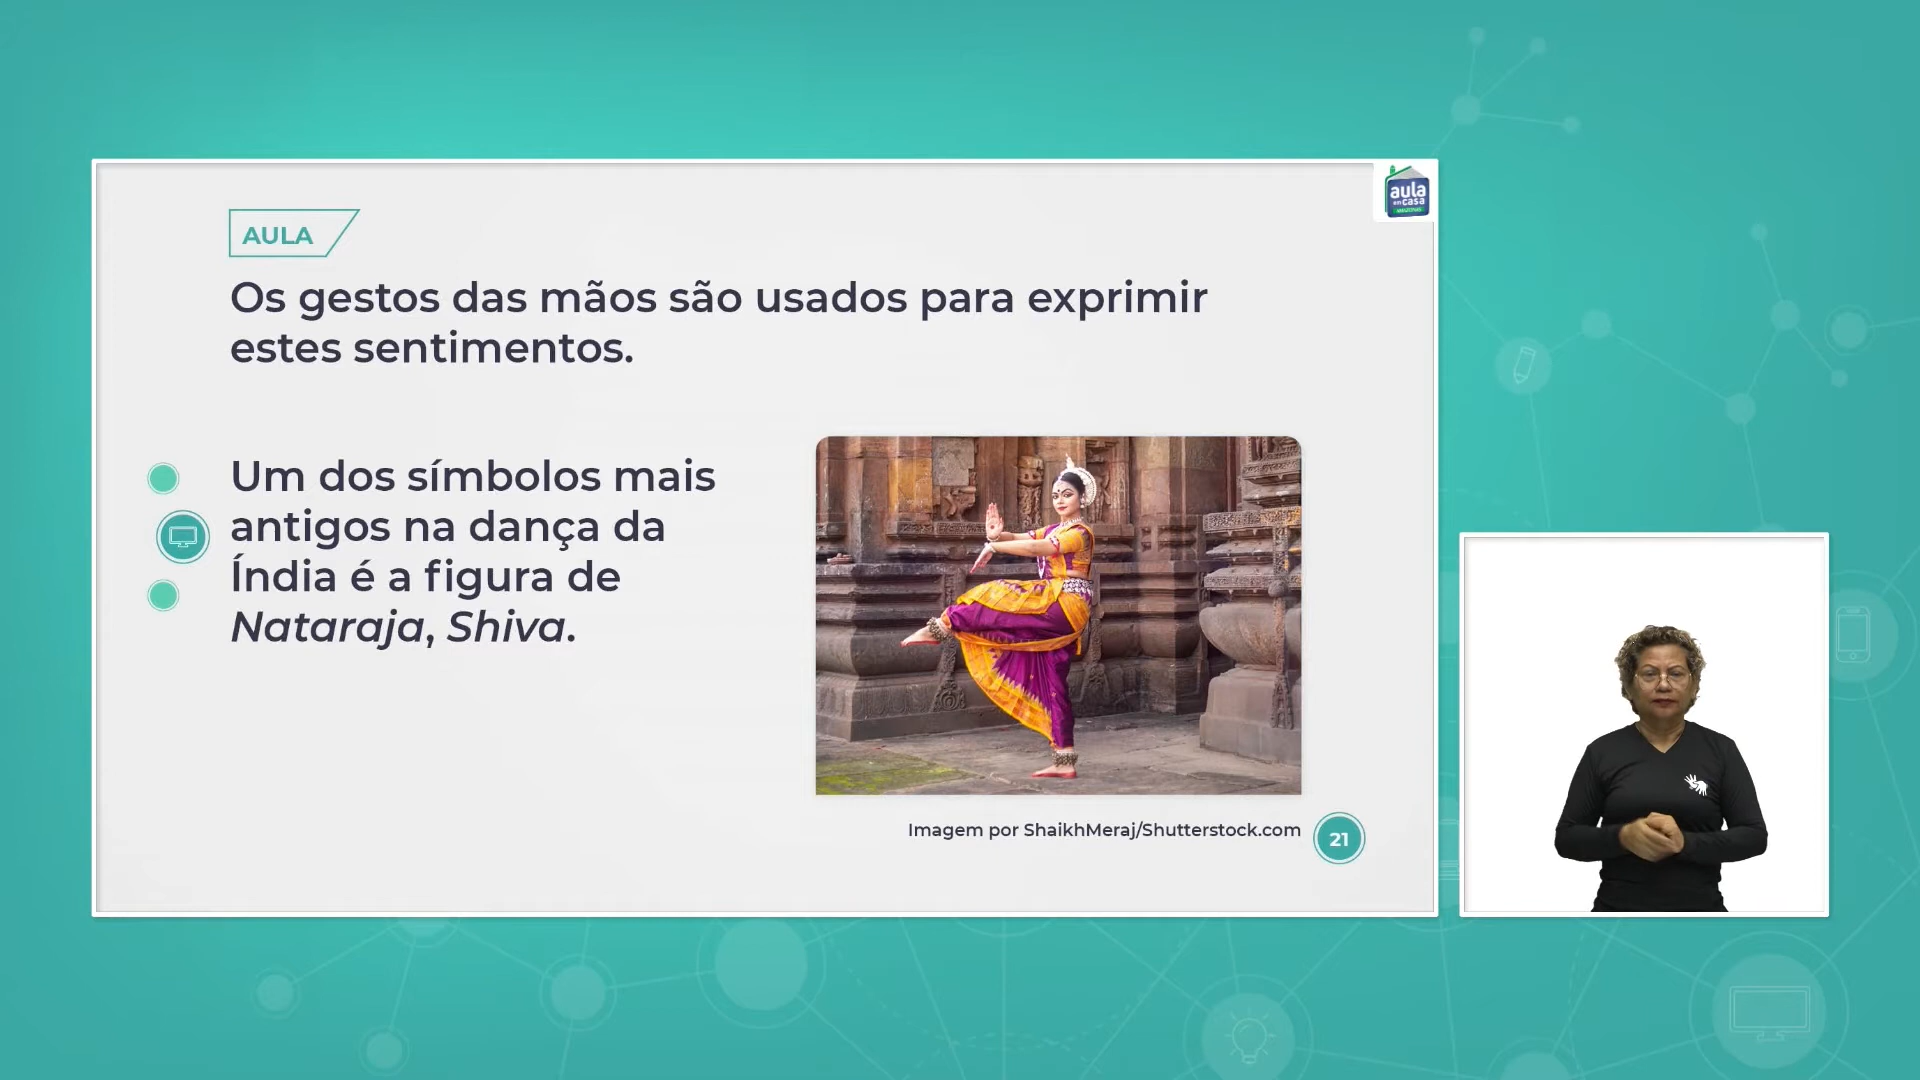 aula
em casa
AULA
Os gestos das mãos são usados para exprimir
estes sentimentos.
Um dos símbolos mais
antigos na dança da
Índia é a figura de
Nataraja, Shiva.
Imagem por ShaikhMeraj/Shutterstock.com
21